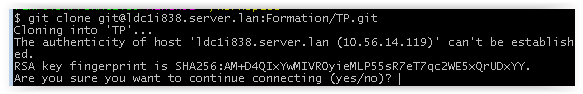 $ git clone git@ldc1i838.server.lan:Formation/TP.git
Cloning into 'TP'...
The authenticity of host 'ldc1i838.server.lan (10.56.14.119)' can't be establish
ed.
RSA key fingerprint is SHA256:AM+D4QIxYwMIVROyieMLP55sR7eT7qc2WE5xQrUDxYY.
Are you sure you want to continue connecting (yes/no)?